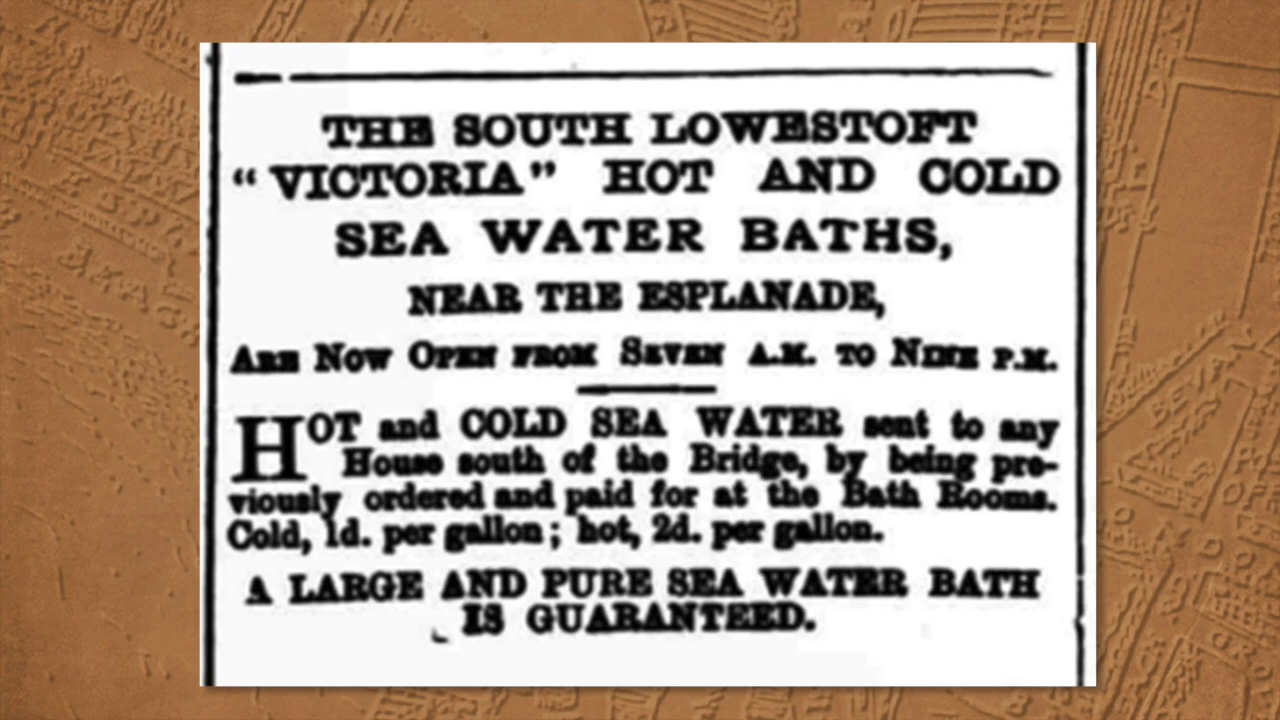 THE SOUTH LOWESTOFT
“VICTORIA” HOT AND COLD
SEA WATER BATHS,
NEAR THE ESPLANADE,
ARE NOW OPEN FROM SEVEN A.M. TO NINE P.M.
HOT and COLD SEA WATER sent to any
House south of the Bridge, by being pre-
viously ordered and paid for at the Bath Rooms.
Cold, 1d. per gallon; hot, 2d. per gallon.
A LARGE AND PURE SEA WATER BATH
IS GUARANTEED.